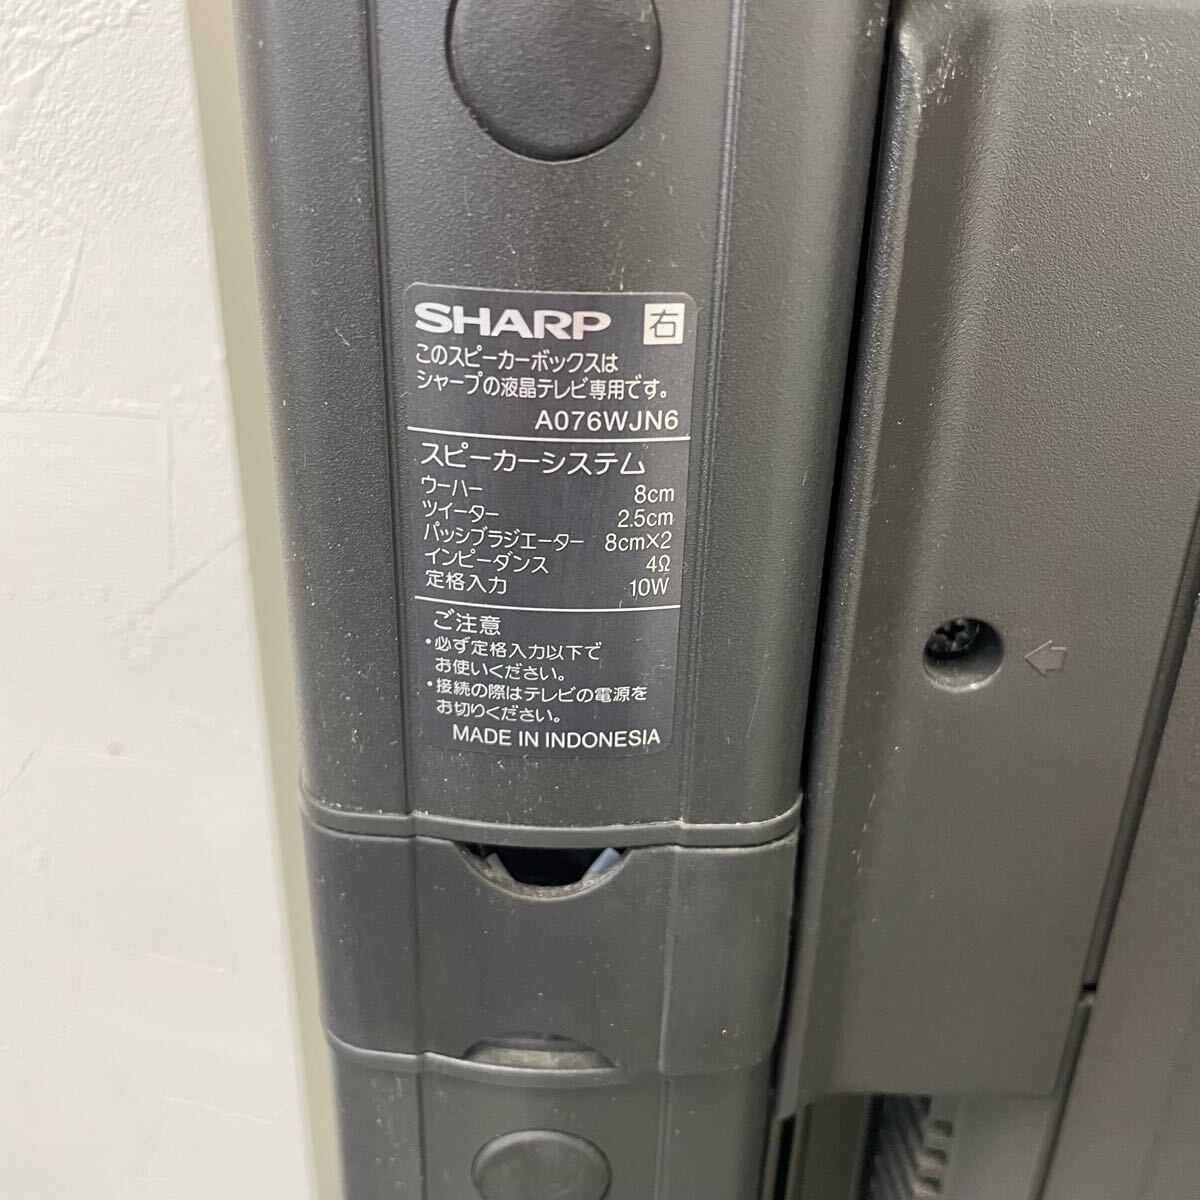 SHARP 右
このスピーカーボックスは
シャープの液晶テレビ専用です。
A076WJN6
スピーカーシステム
ウーハー 8cm
ツイーター 2.5cm
パッシブラジエーター 8cm×2
インピーダンス 4Ω
定格入力 10W
ご注意
・必ず定格入力以下で
お使いください。
・接続の際はテレビの電源を
お切りください。
MADE IN INDONESIA